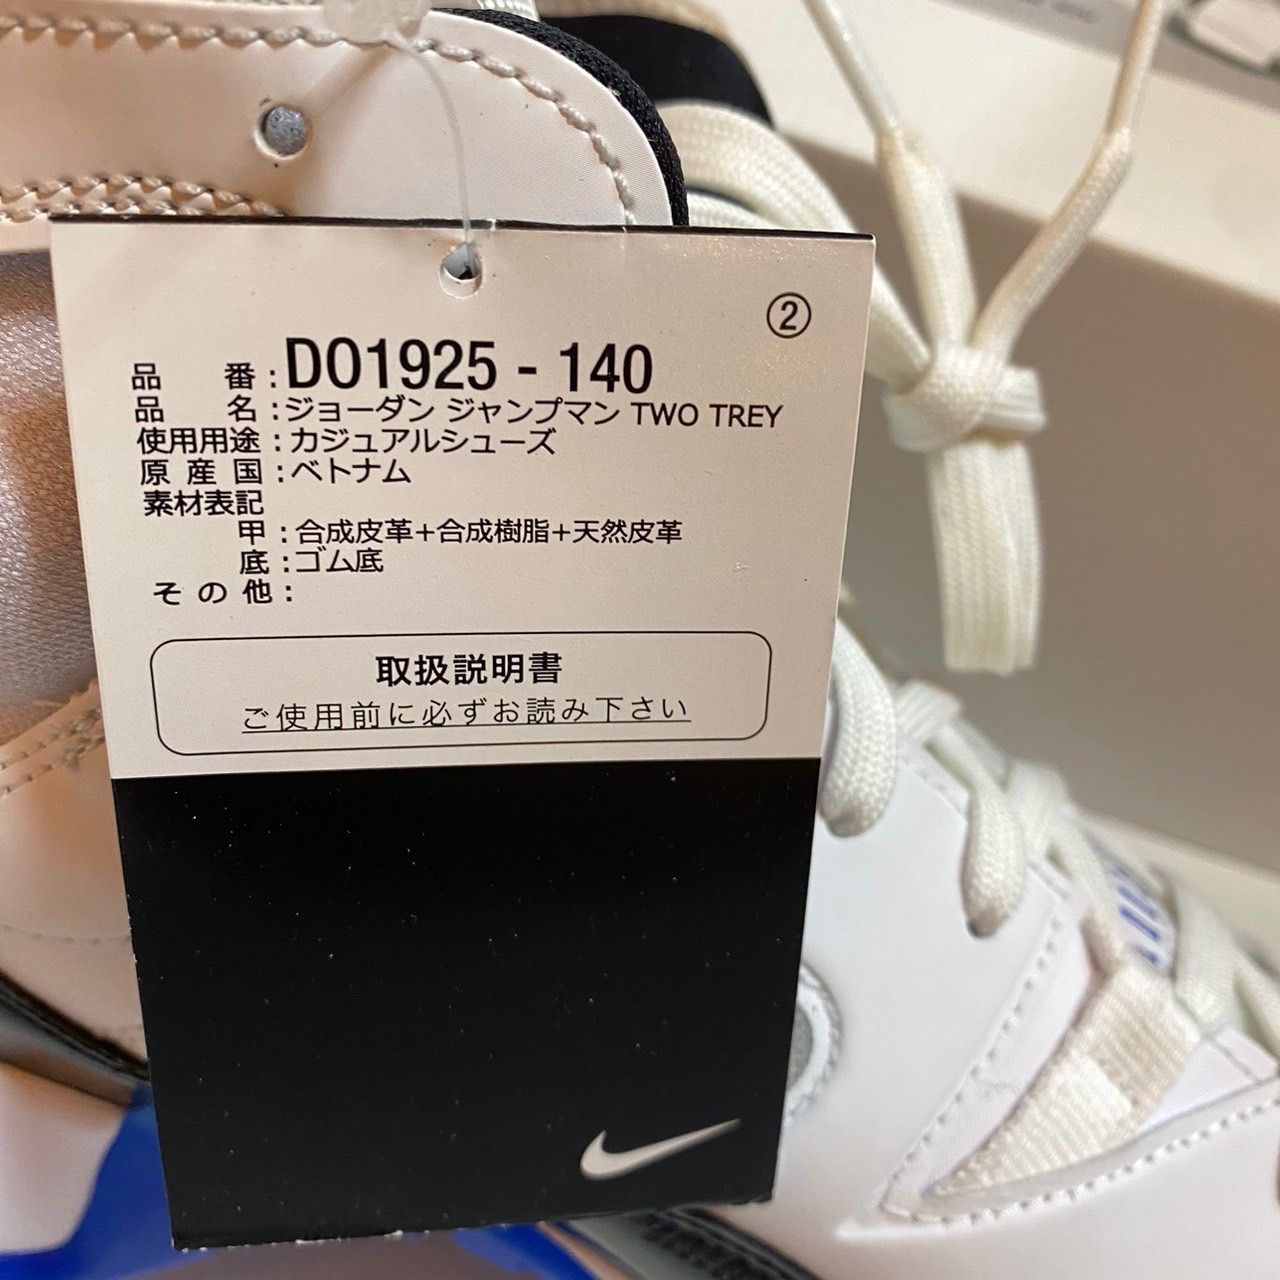 ②
品番:DO1925 - 140
品名:ジョーダン ジャンプマン TWO TREY
使用用途:カジュアルシューズ
原産国:ベトナム
素材表記
甲:合成皮革+合成樹脂+天然皮革
底:ゴム底
その他:
取扱説明書
ご使用前に必ずお読み下さい